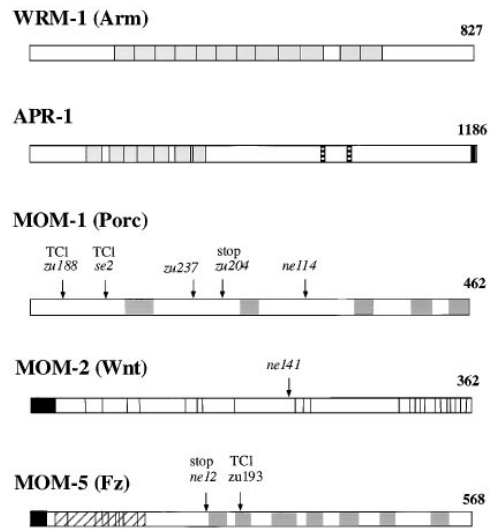 WRM-1 (Arm)
827
APR-1
1186
MOM-1 (Porc)
TC1 TC1 stop
zu188 se2 zu237 zu204 ne114
462
MOM-2 (Wnt)
ne141
362
MOM-5 (Fz)
stop TC1
ne12 zu193
568